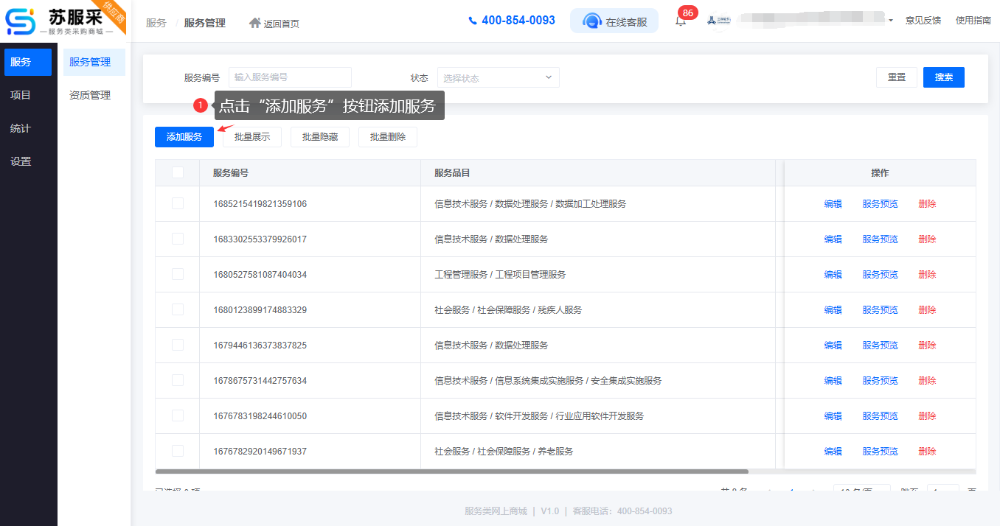 苏服采
服务类采购商城
供应商
服务 / 服务管理 返回首页 400-854-0093 在线客服 86 意见反馈 使用指南
服务
项目
统计
设置
服务管理
资质管理
服务编号 输入服务编号 状态 选择状态 重置 搜索
1 点击“添加服务”按钮添加服务
添加服务 批量展示 批量隐藏 批量删除
服务编号 服务品目 操作
1685215419821359106 信息技术服务 / 数据处理服务 / 数据加工处理服务 编辑 服务预览 删除
1683302553379926017 信息技术服务 / 数据处理服务 编辑 服务预览 删除
1680527581087404034 工程管理服务 / 工程项目管理服务 编辑 服务预览 删除
1680123899174883329 社会服务 / 社会保障服务 / 残疾人服务 编辑 服务预览 删除
1679446136373837825 信息技术服务 / 数据处理服务 编辑 服务预览 删除
1678675731442757634 信息技术服务 / 信息系统集成实施服务 / 安全集成实施服务 编辑 服务预览 删除
1676783198244610050 信息技术服务 / 软件开发服务 / 行业应用软件开发服务 编辑 服务预览 删除
1676782920149671937 社会服务 / 社会保障服务 / 养老服务 编辑 服务预览 删除
服务类网上商城 | V1.0 | 客服电话：400-854-0093